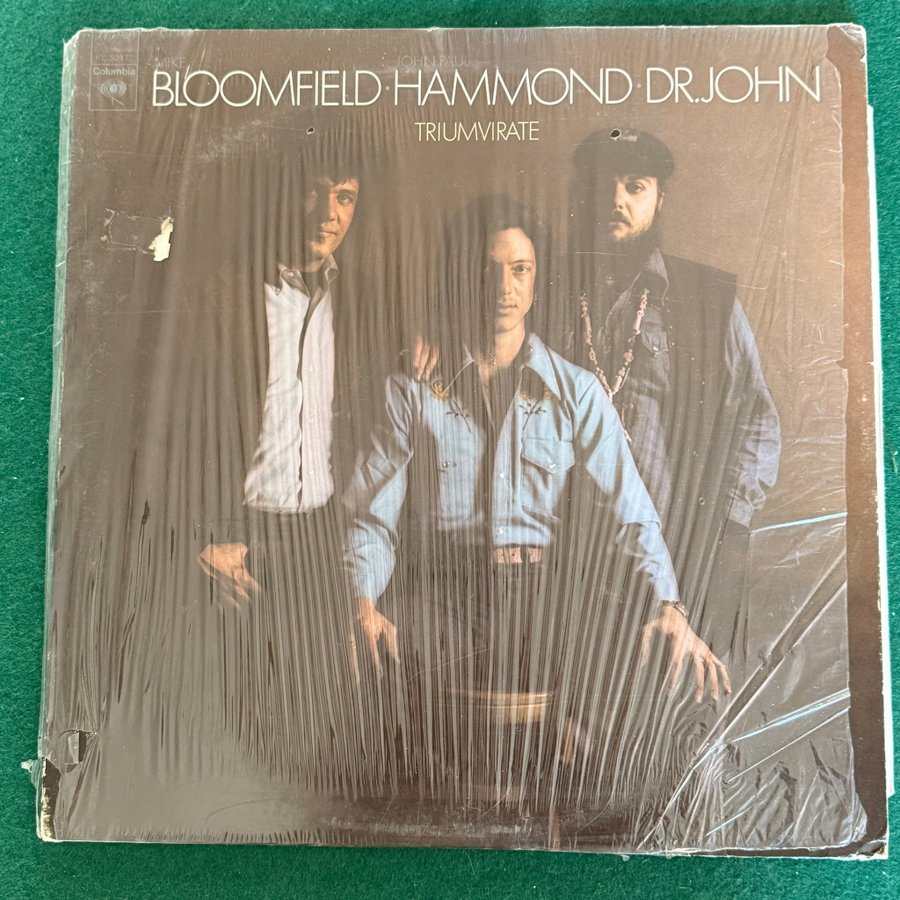 Columbia
MIKE JOHN PAUL
BLOOMFIELD·HAMMOND·DR.JOHN
TRIUMVIRATE